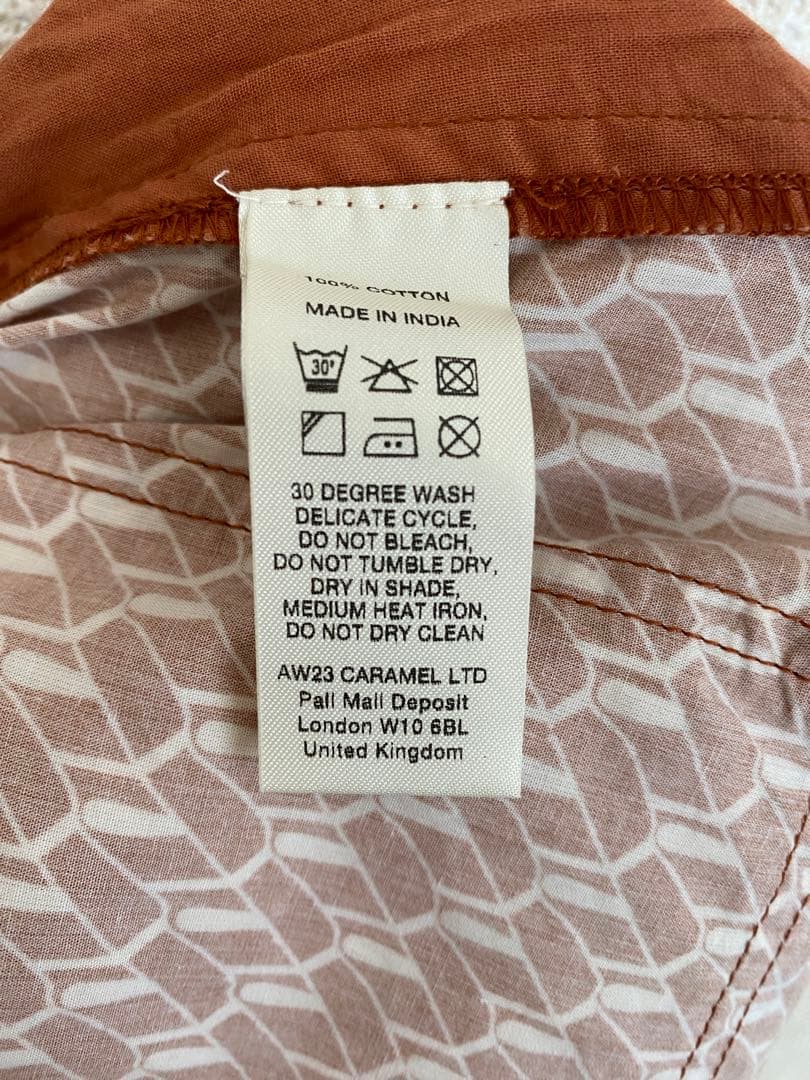 100% COTTON
MADE IN INDIA
30°
30 DEGREE WASH
DELICATE CYCLE,
DO NOT BLEACH,
DO NOT TUMBLE DRY,
DRY IN SHADE,
MEDIUM HEAT IRON,
DO NOT DRY CLEAN
AW23 CARAMEL LTD
Pall Mall Deposit
London W10 6BL
United Kingdom